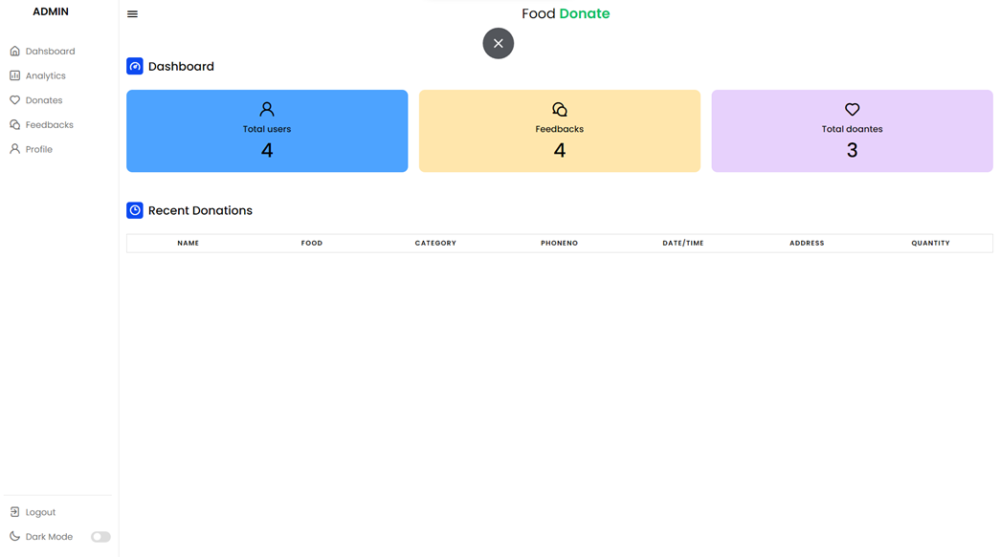 ADMIN
Dahsboard
Analytics
Donates
Feedbacks
Profile
Logout
Dark Mode
Food Donate
Dashboard
Total users
4
Feedbacks
4
Total doantes
3
Recent Donations
NAME FOOD CATEGORY PHONENO DATE/TIME ADDRESS QUANTITY